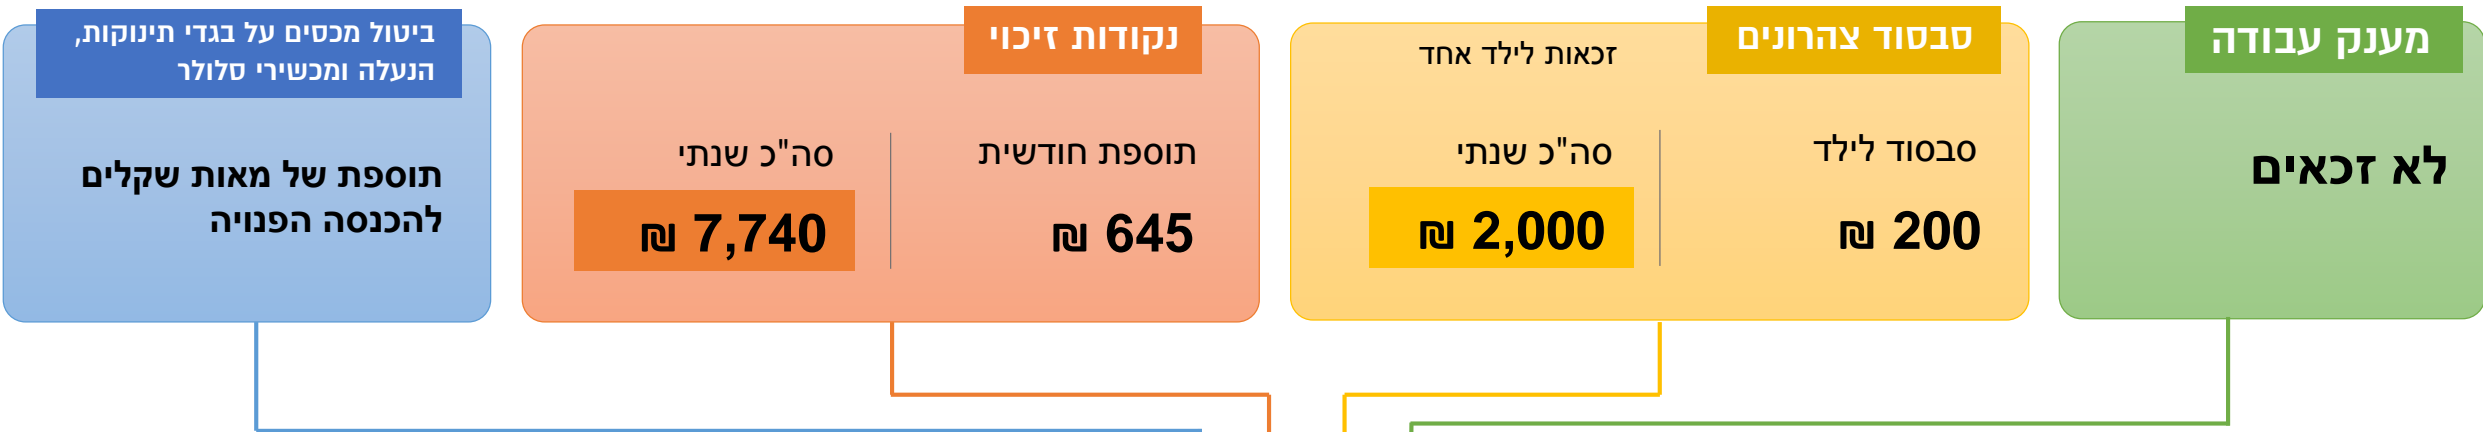 מענק עבודה
לא זכאים
סבסוד צהרונים
זכאות לילד אחד
סבסוד לילד
200 ₪
סה"כ שנתי
2,000 ₪
נקודות זיכוי
תוספת חודשית
645 ₪
סה"כ שנתי
7,740 ₪
ביטול מכסים על בגדי תינוקות,
הנעלה ומכשירי סלולר
תוספת של מאות שקלים
להכנסה הפנויה